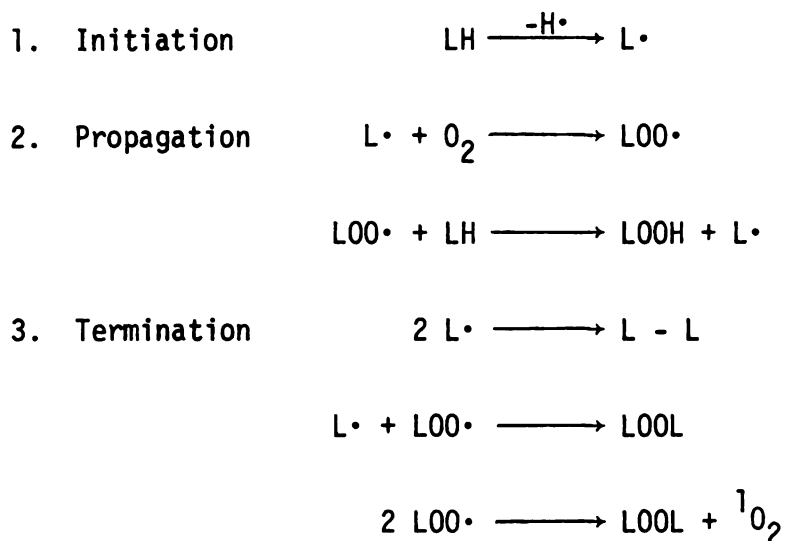 1. Initiation LH -H• → L•
2. Propagation L• + O₂ → LOO•
LOO• + LH → LOOH + L•
3. Termination 2 L• → L - L
L• + LOO• → LOOL
2 LOO• → LOOL + ¹O₂